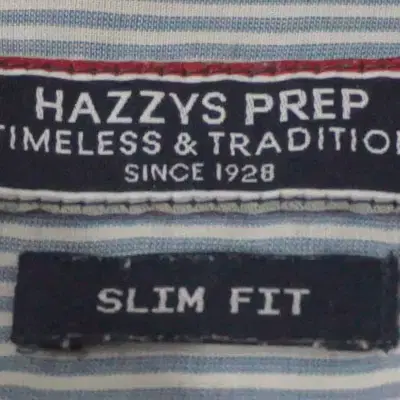 HAZZYS PREP
TIMELESS & TRADITION
SINCE 1928
SLIM FIT